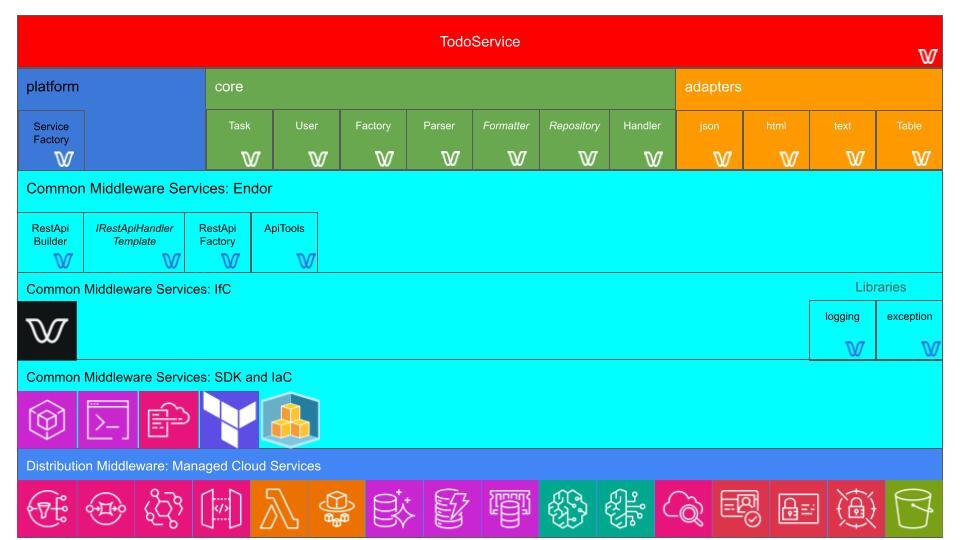 TodoService
platform
core
adapters
Service
Factory
Task
User
Factory
Parser
Formatter
Repository
Handler
json
html
text
Table
Common Middleware Services: Endor
RestApi
Builder
IRestApiHandler
Template
RestApi
Factory
ApiTools
Common Middleware Services: IfC
Libraries
logging
exception
Common Middleware Services: SDK and IaC
Distribution Middleware: Managed Cloud Services